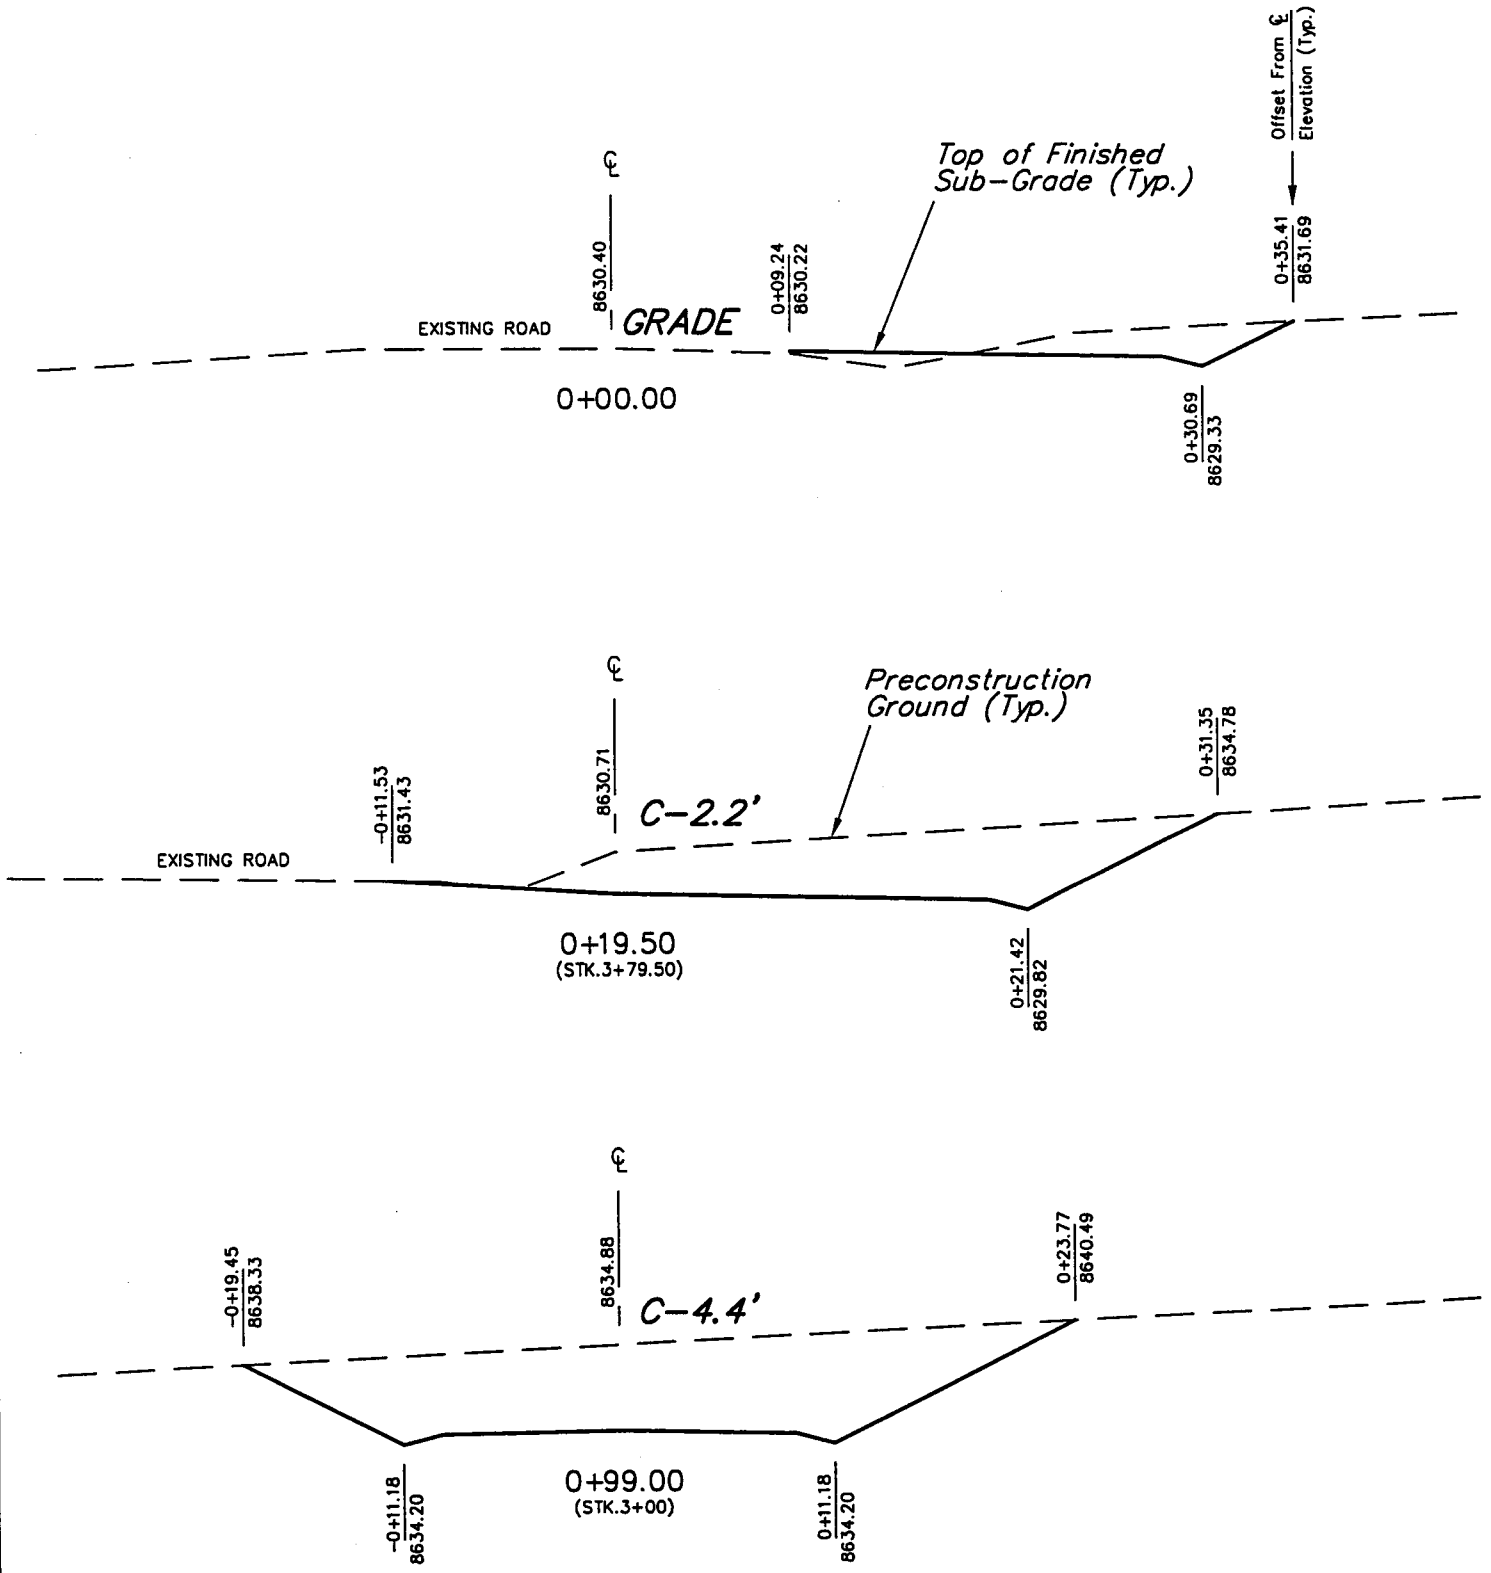 Offset From ℄
Elevation (Typ.)
℄
Top of Finished
Sub-Grade (Typ.)
8630.40
0+09.24
8630.22
0+35.41
8631.69
EXISTING ROAD
GRADE
0+00.00
0+30.69
8629.33
℄
Preconstruction
Ground (Typ.)
-0+11.53
8631.43
8630.71
C-2.2'
0+31.35
8634.78
EXISTING ROAD
0+19.50
(STK.3+79.50)
0+21.42
8629.82
℄
-0+19.45
8638.33
8634.88
C-4.4'
0+23.77
8640.49
0+99.00
(STK.3+00)
-0+11.18
8634.20
0+11.18
8634.20